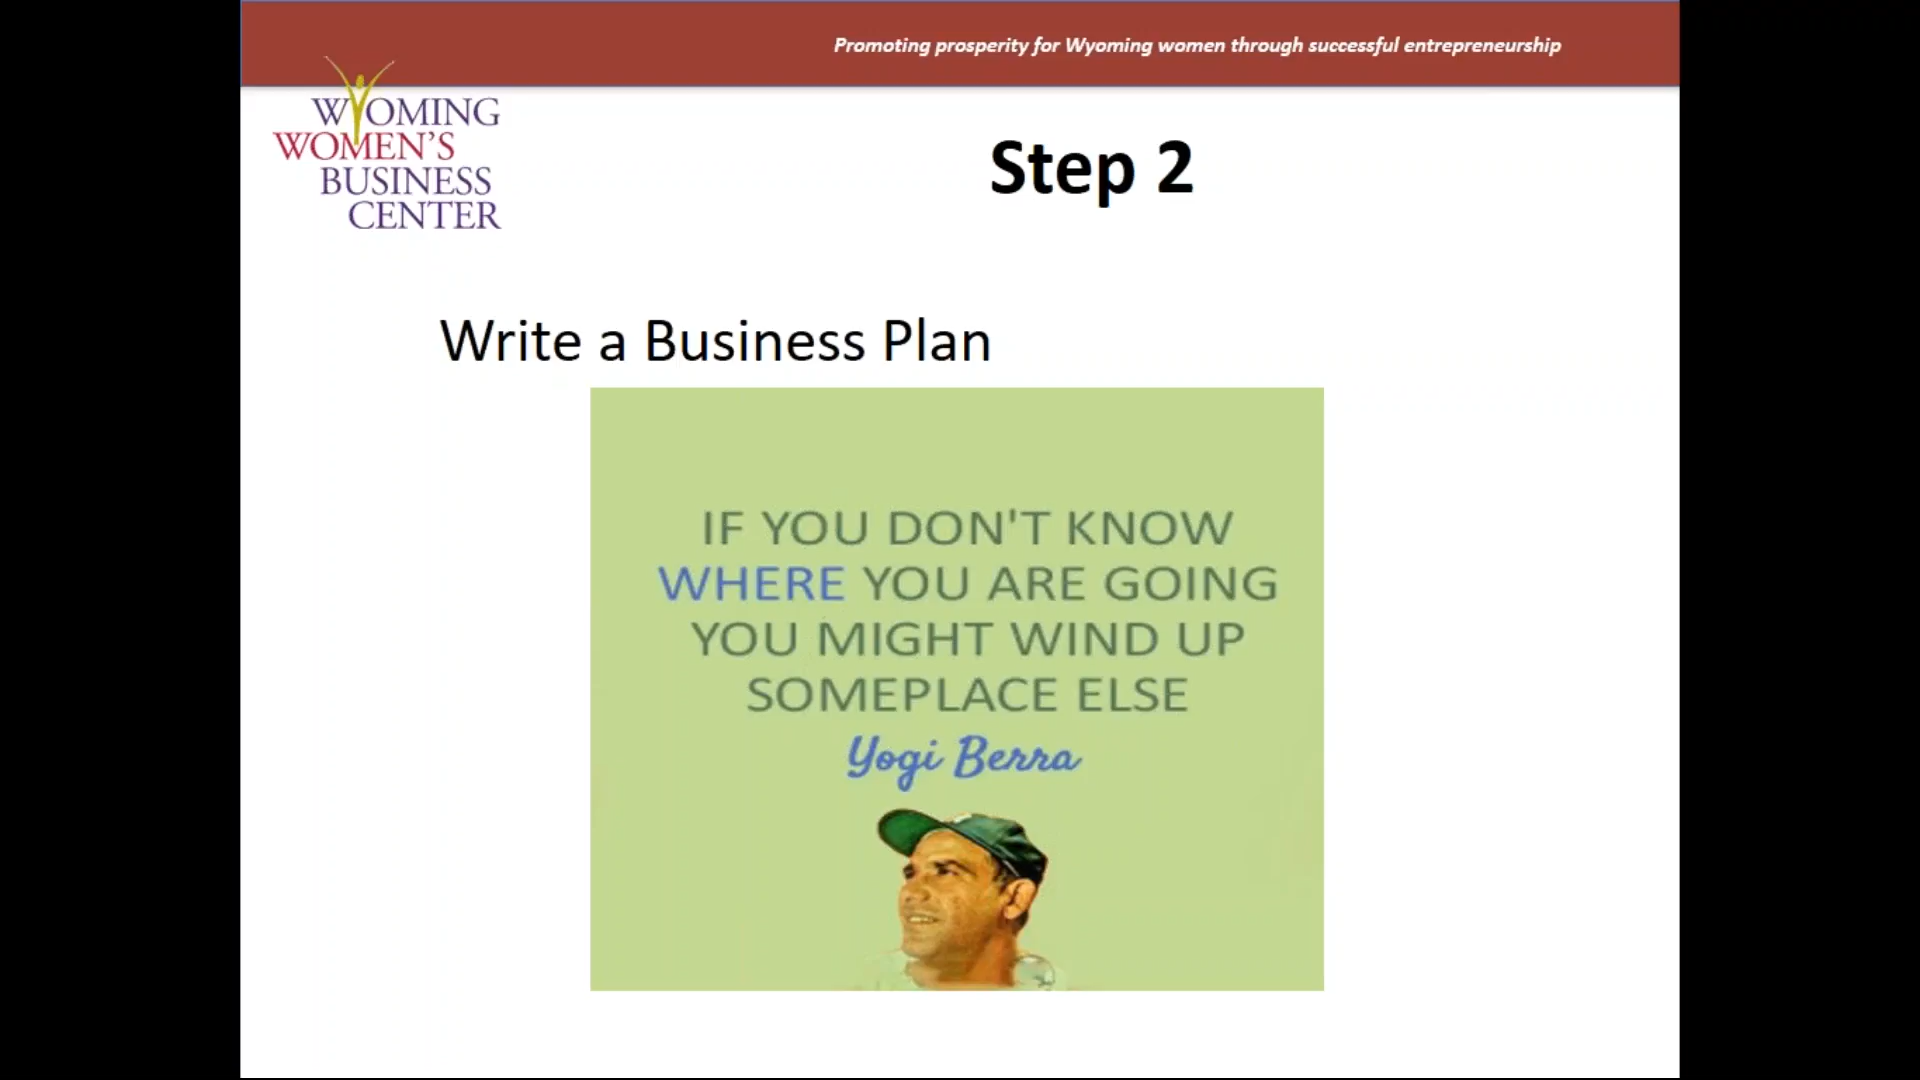 Promoting prosperity for Wyoming women through successful entrepreneurship
WYOMING
WOMEN'S
BUSINESS
CENTER
Step 2
Write a Business Plan
IF YOU DON'T KNOW
WHERE YOU ARE GOING
YOU MIGHT WIND UP
SOMEPLACE ELSE
Yogi Berra